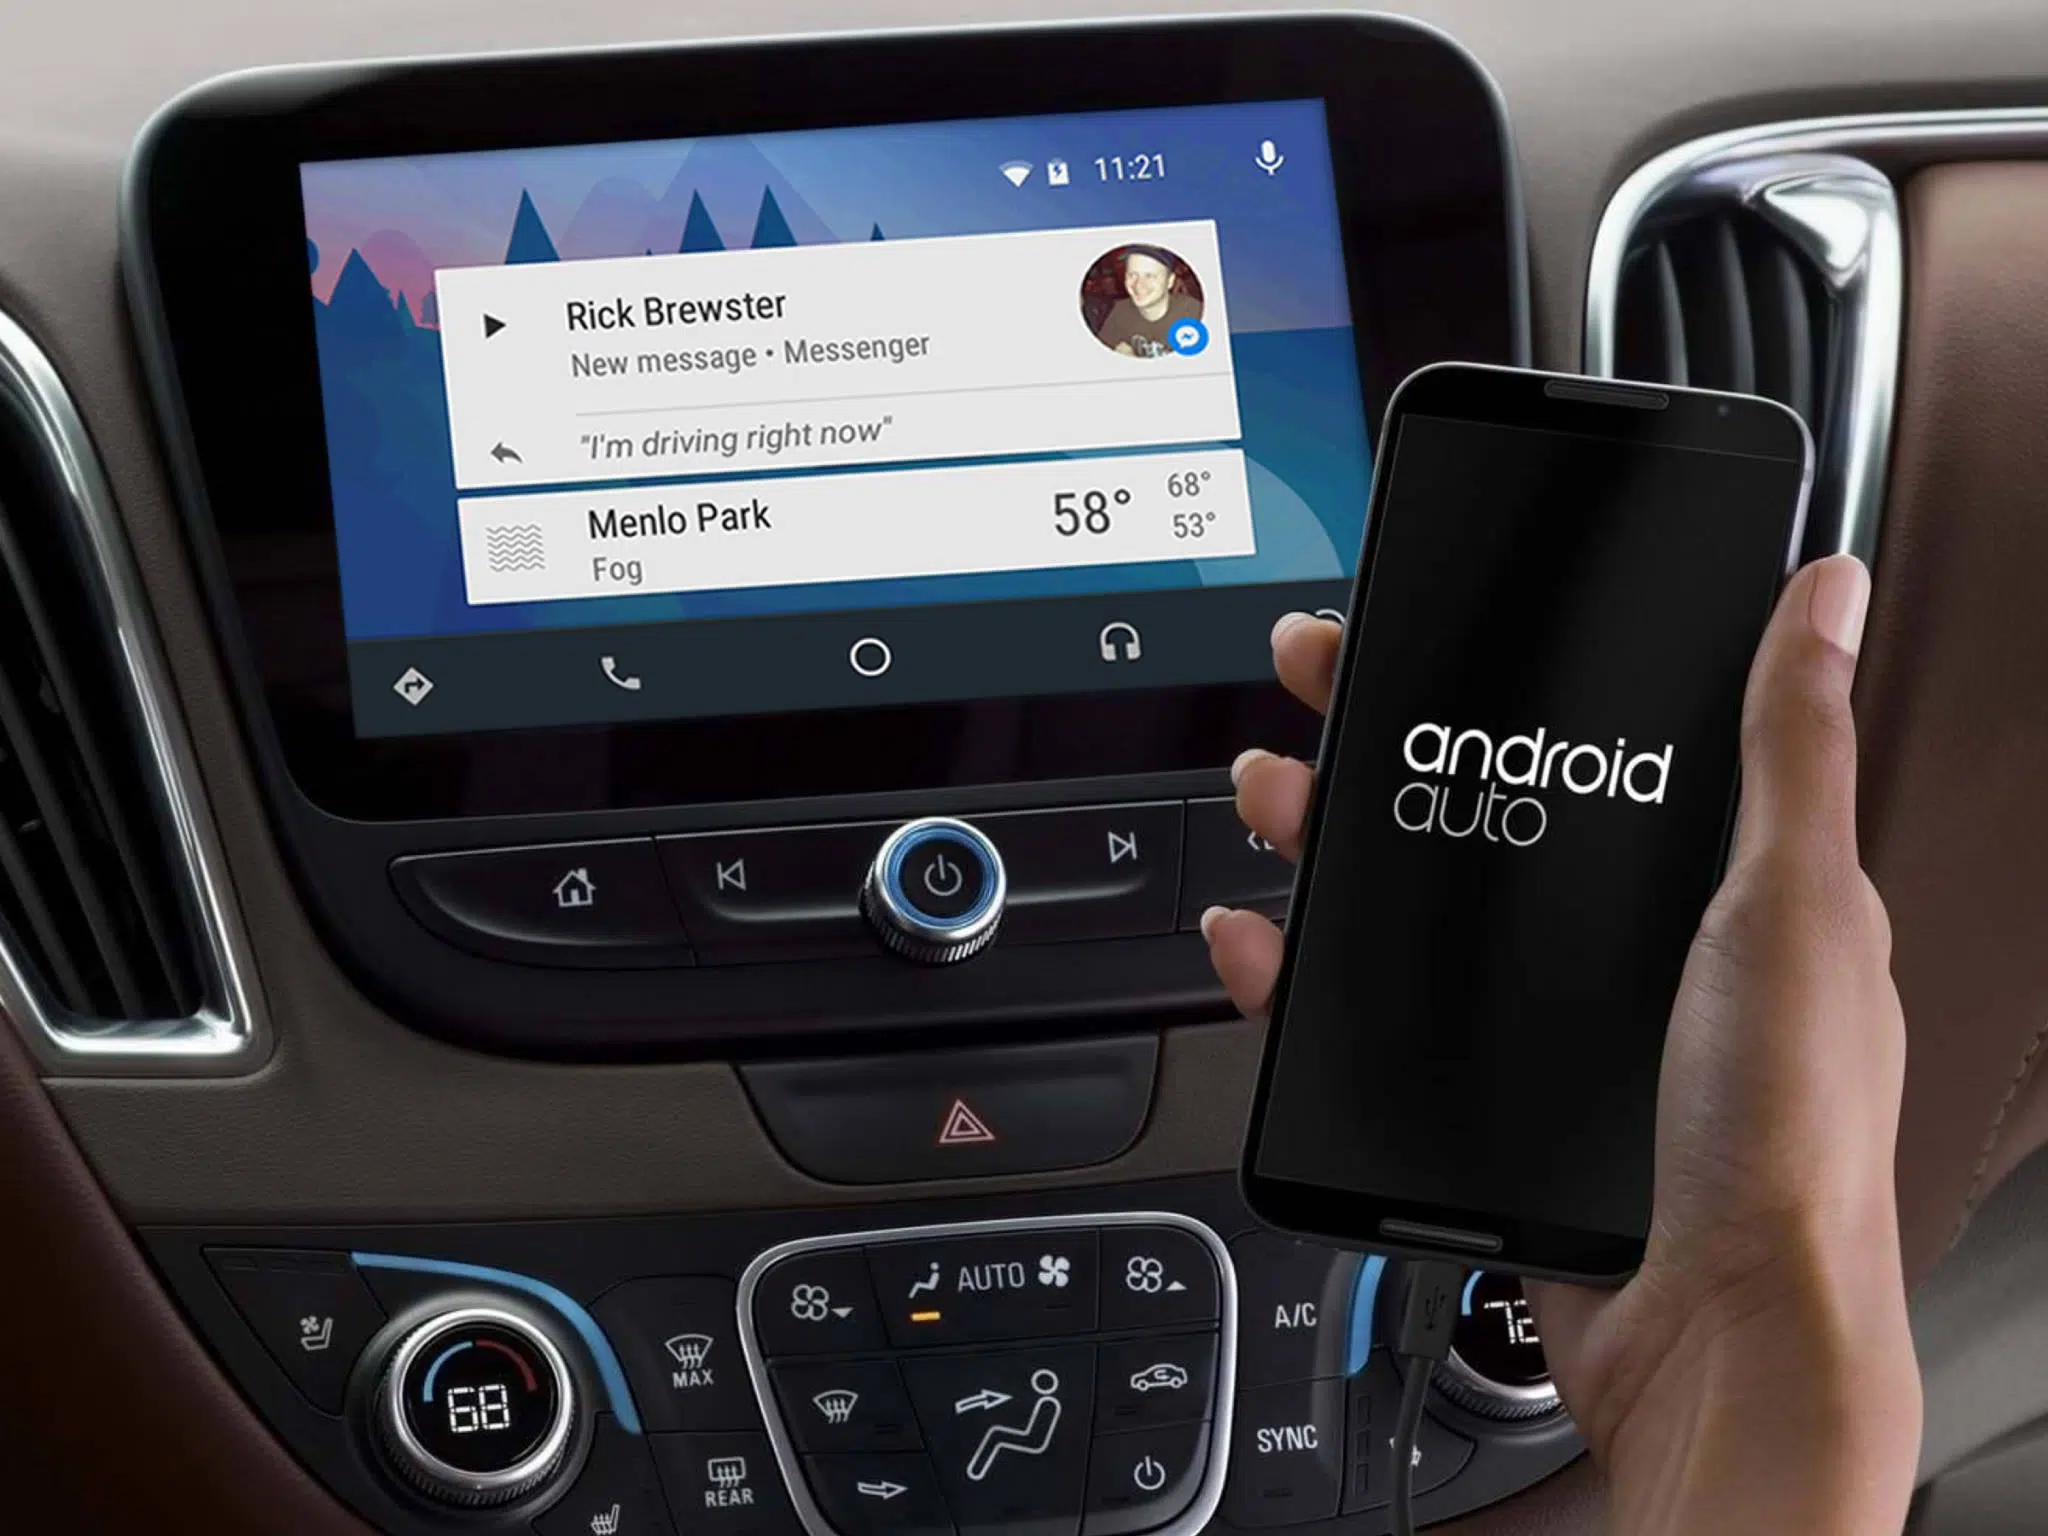 11:21
Rick Brewster
New message • Messenger
"I'm driving right now"
Menlo Park
58°
68°
53°
Fog
android
auto
AUTO
A/C
MAX
68
72
SYNC
REAR